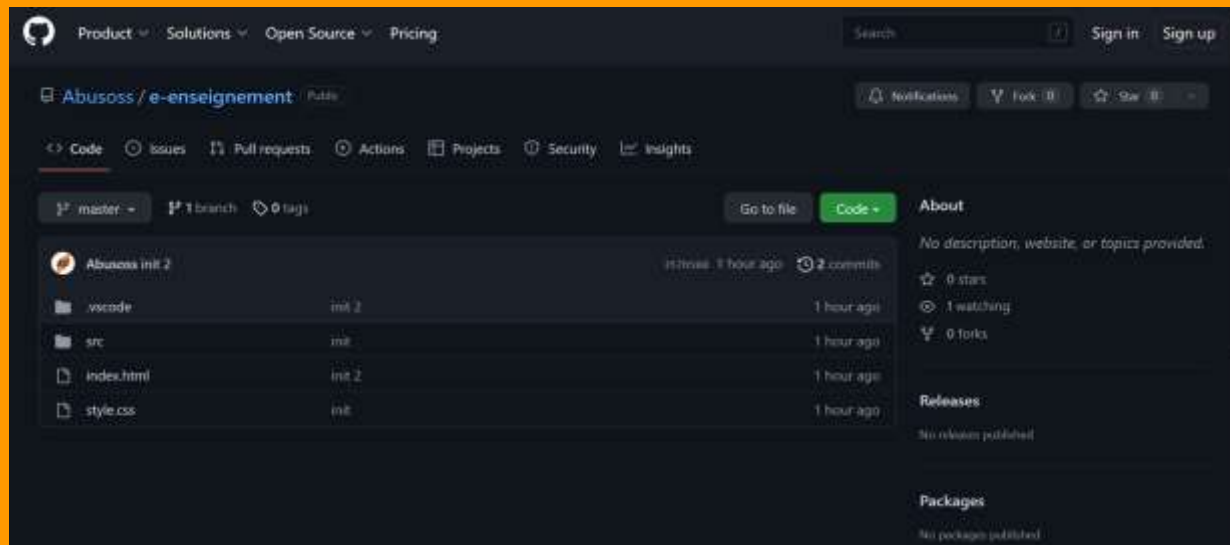 Product Solutions Open Source Pricing Search / Sign in Sign up
Abusoss / e-enseignement Public Notifications Fork 0 Star 0
Code Issues Pull requests Actions Projects Security Insights
master 1 branch 0 tags Go to file Code About
No description, website, or topics provided.
Abusoss init 2 1 hour ago 2 commits
0 stars
.vscode init 2 1 hour ago
1 watching
src init 1 hour ago
0 forks
index.html init 2 1 hour ago
style.css init 1 hour ago
Releases
No releases published
Packages
No packages published